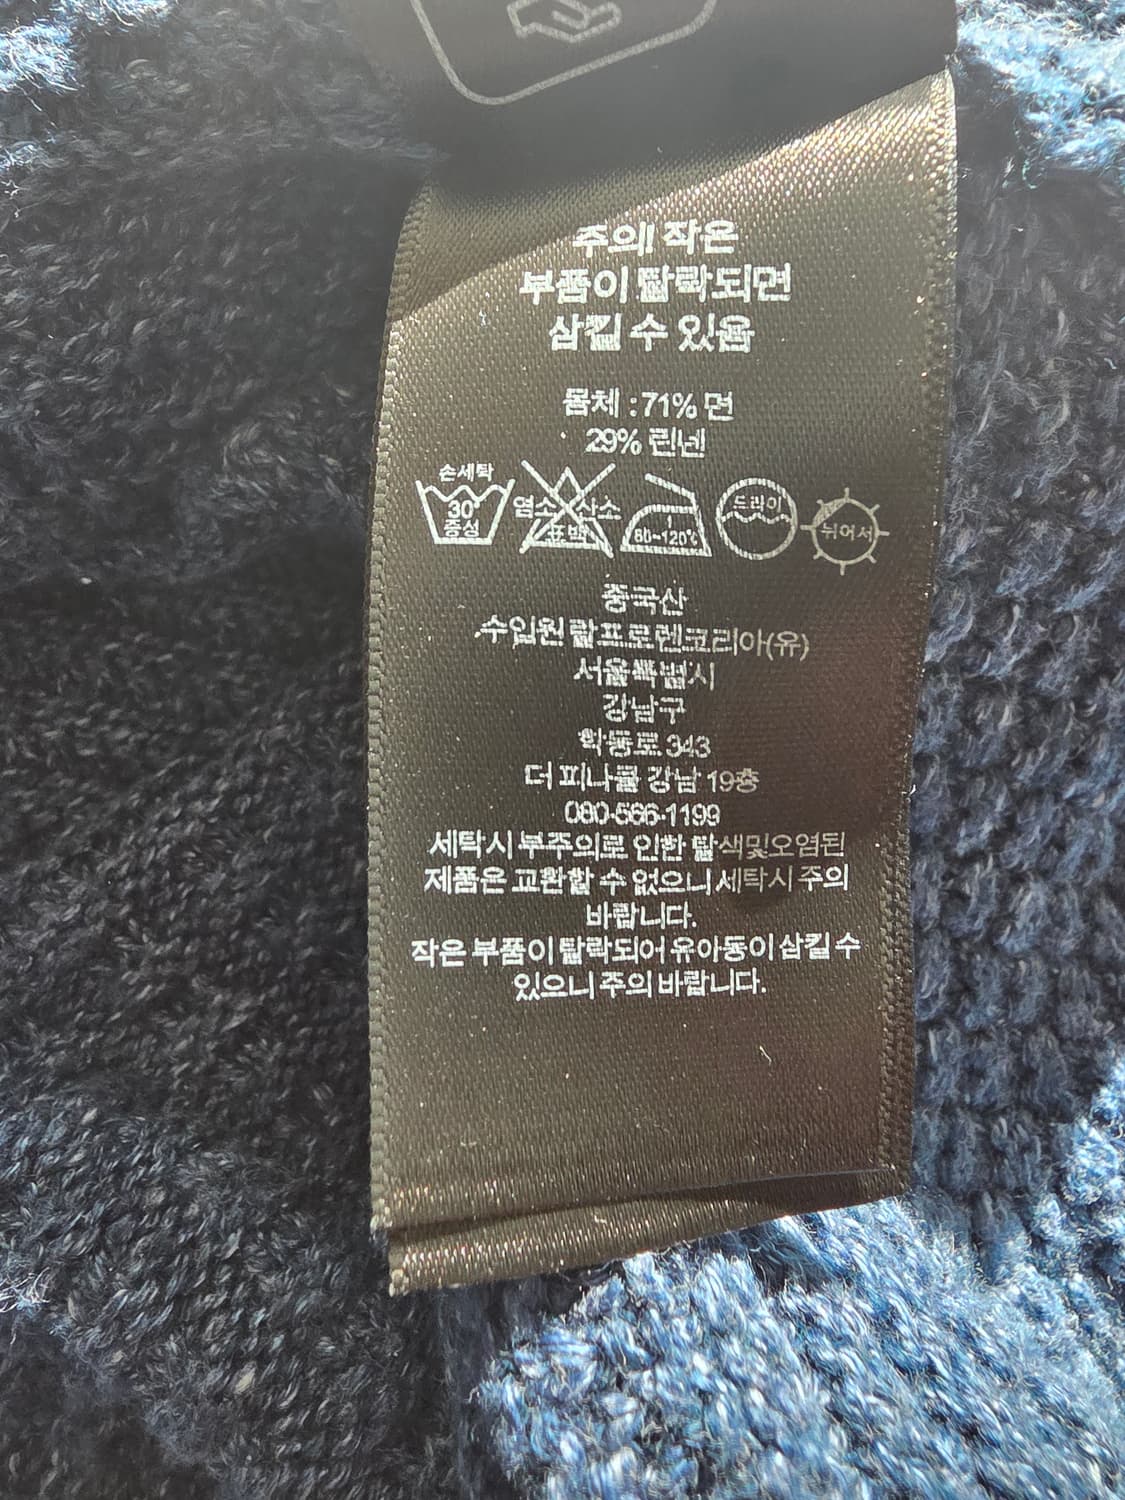 주의! 작은
부품이 탈락되면
삼킬 수 있음
몸체 : 71% 면
29% 린넨
손세탁
30°
중성
염소 산소
표백
80~120℃
드라이
뉘어서
중국산
수입원 랄프로렌코리아(유)
서울특별시
강남구
학동로 343
더 피나클 강남 19층
080-566-1199
세탁시 부주의로 인한 탈색및오염된
제품은 교환할 수 없으니 세탁시 주의
바랍니다.
작은 부품이 탈락되어 유아동이 삼킬 수
있으니 주의 바랍니다.